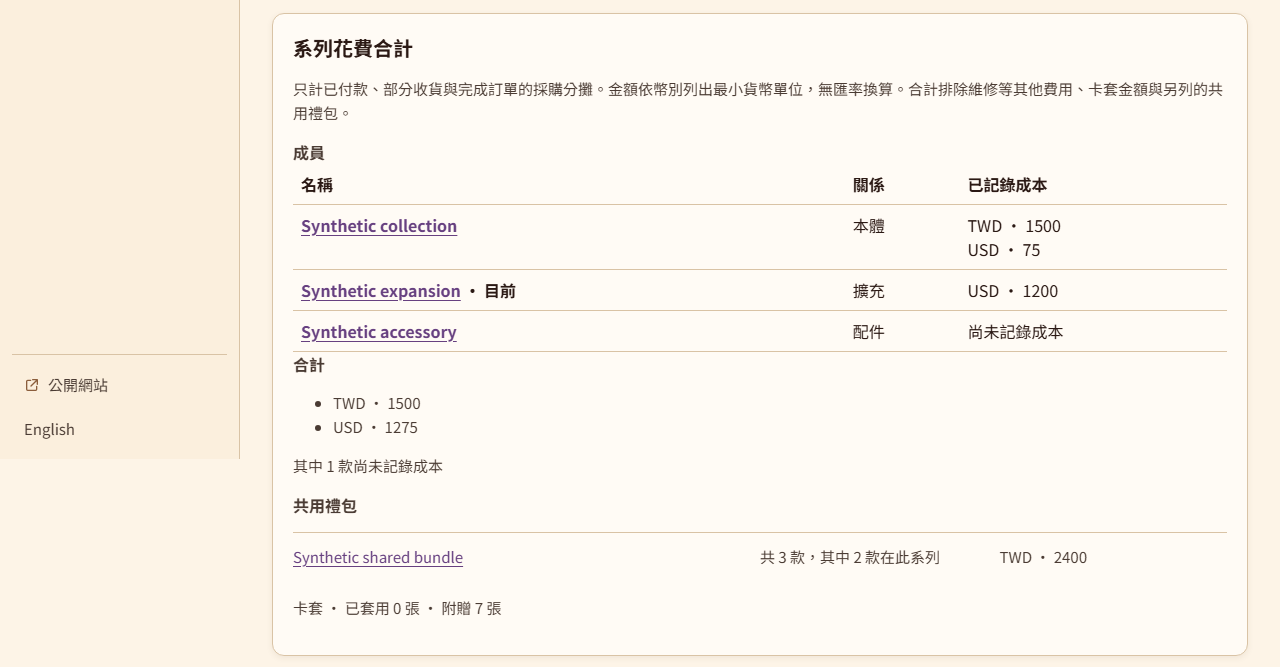 系列花費合計
只計已付款、部分收貨與完成訂單的採購分攤。金額依幣別列出最小貨幣單位，無匯率換算。合計排除維修等其他費用、卡套金額與另列的共
用禮包。
成員
名稱 關係 已記錄成本
Synthetic collection 本體 TWD ・ 1500
USD ・ 75
Synthetic expansion ・ 目前 擴充 USD ・ 1200
Synthetic accessory 配件 尚未記錄成本
合計
TWD ・ 1500
USD ・ 1275
其中 1 款尚未記錄成本
共用禮包
Synthetic shared bundle 共 3 款，其中 2 款在此系列 TWD ・ 2400
卡套 ・ 已套用 0 張 ・ 附贈 7 張
公開網站
English